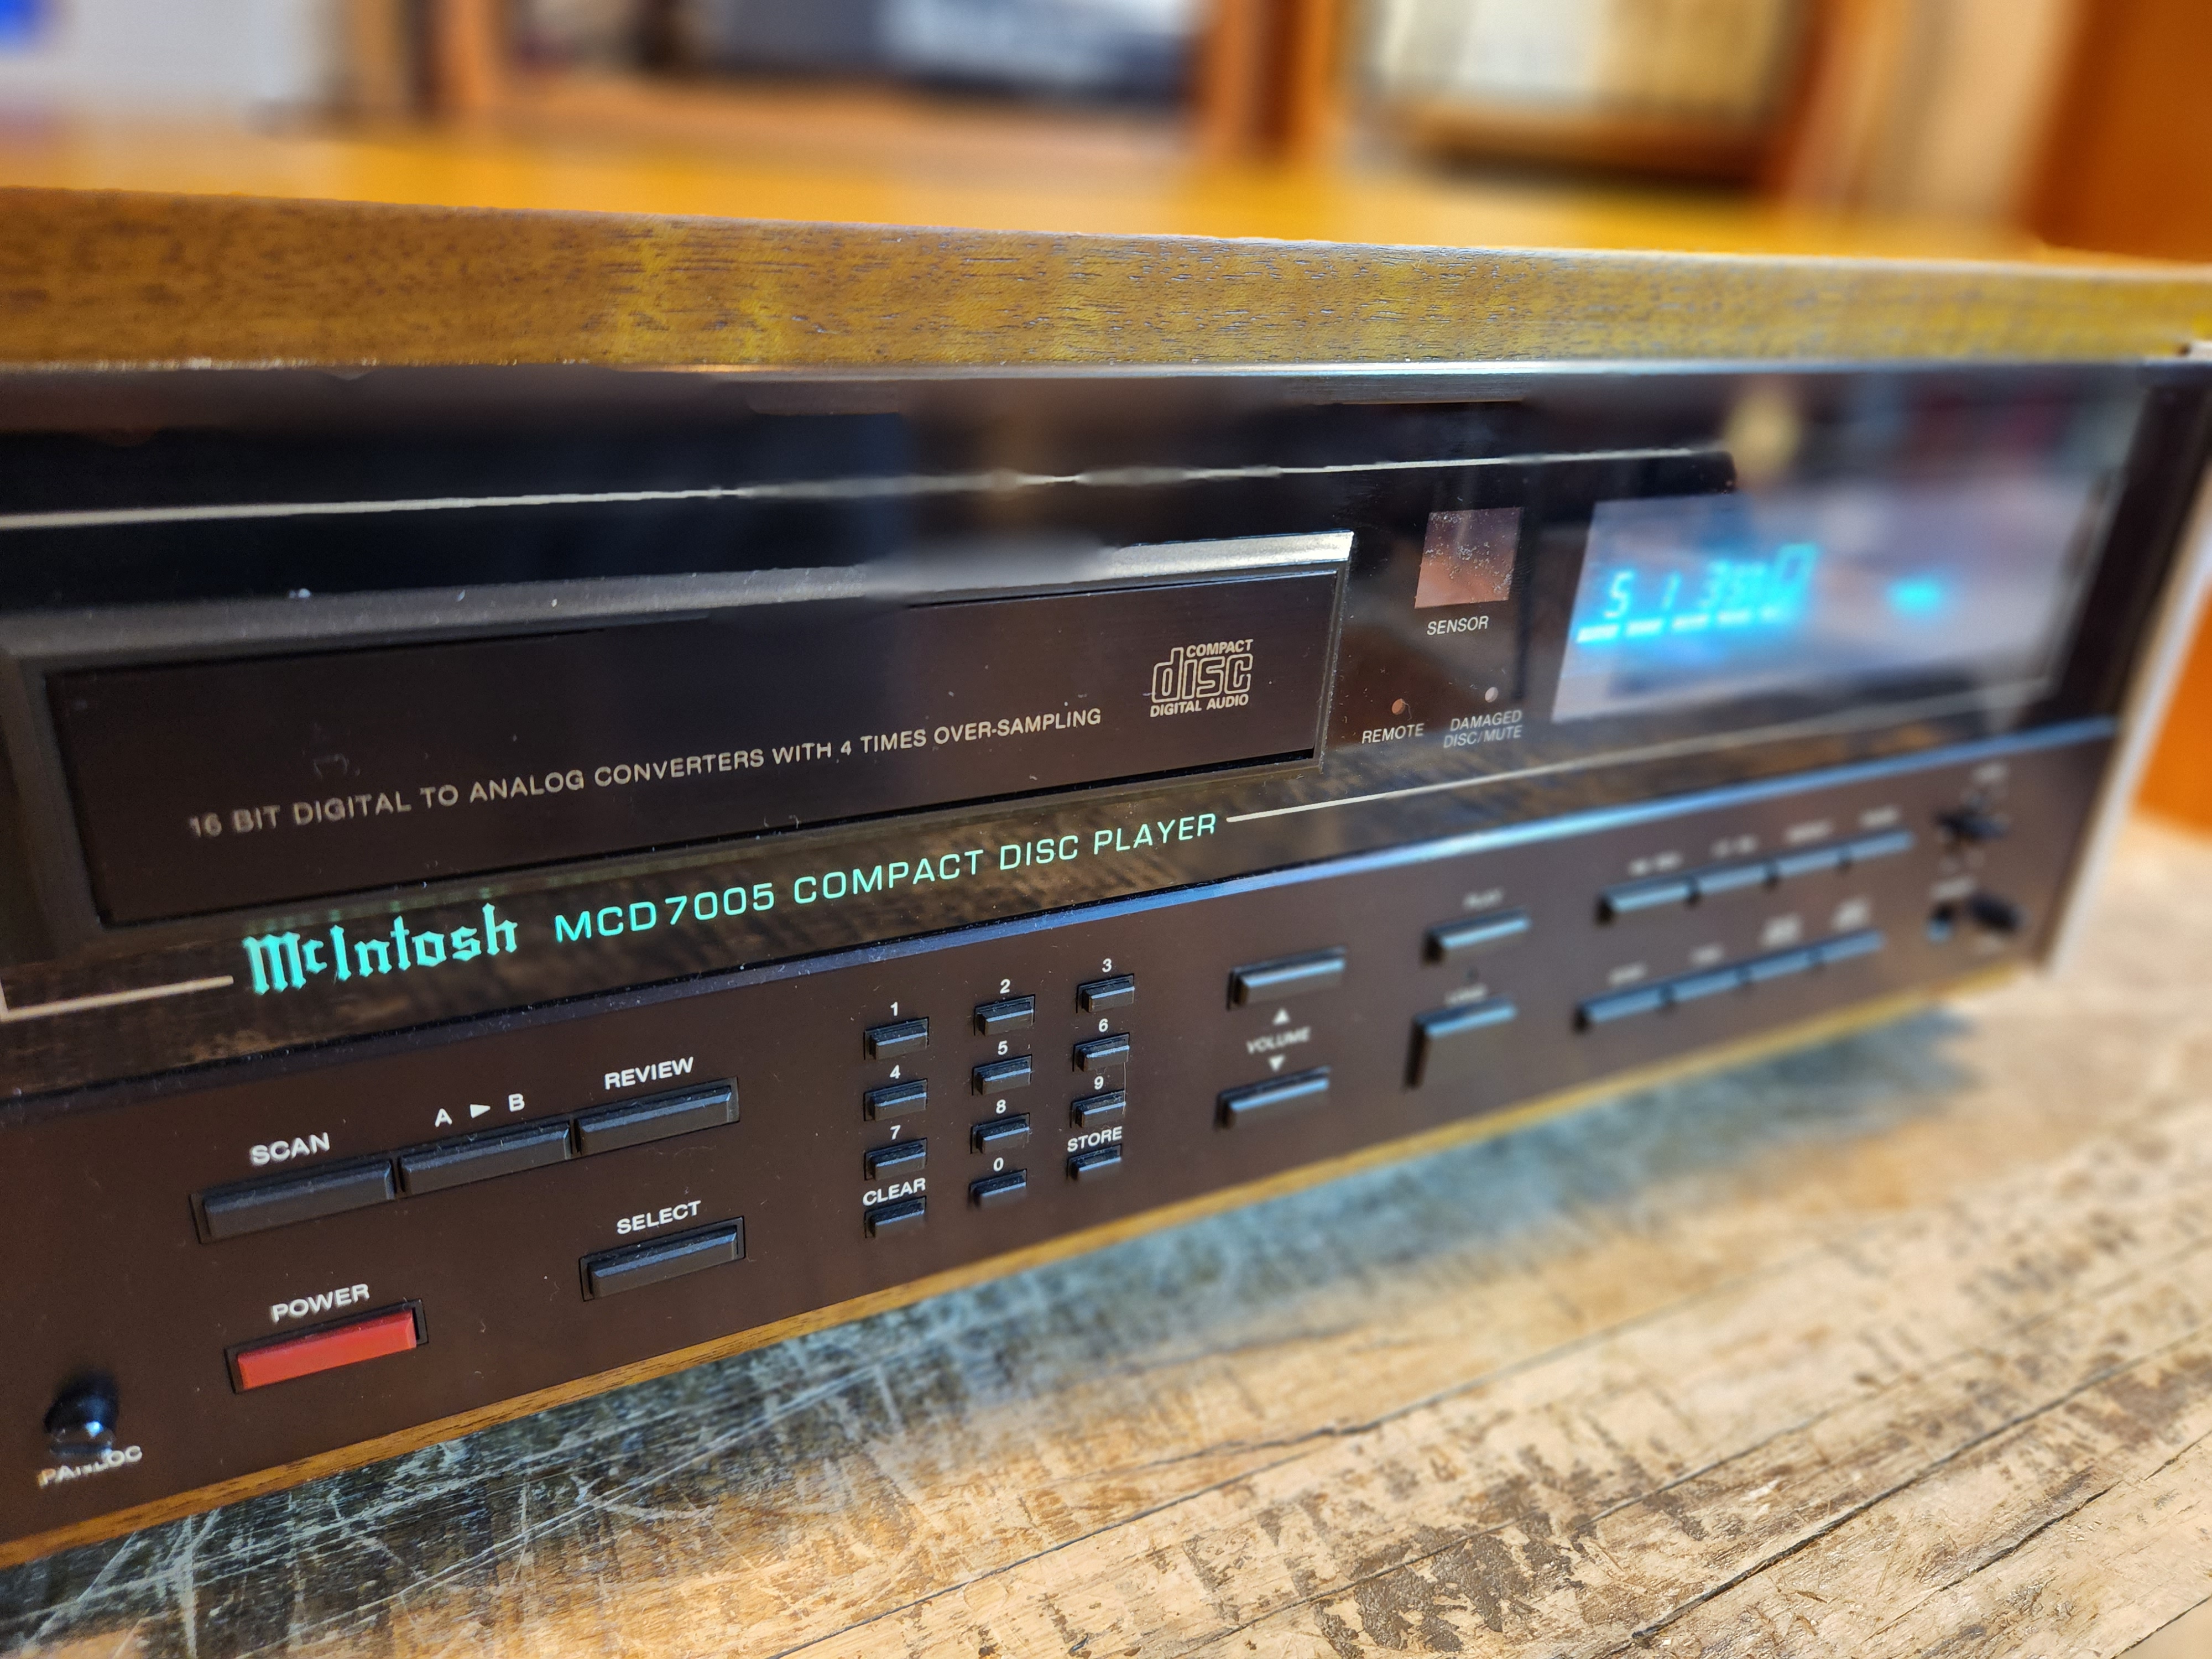 COMPACT
disc
DIGITAL AUDIO
16 BIT DIGITAL TO ANALOG CONVERTERS WITH 4 TIMES OVER-SAMPLING
SENSOR
REMOTE
DAMAGED
DISC/MUTE
McIntosh MCD7005 COMPACT DISC PLAYER
SCAN
A ► B
REVIEW
SELECT
POWER
1
2
3
4
5
6
7
8
9
CLEAR
0
STORE
▲
VOLUME
▼
PLAY